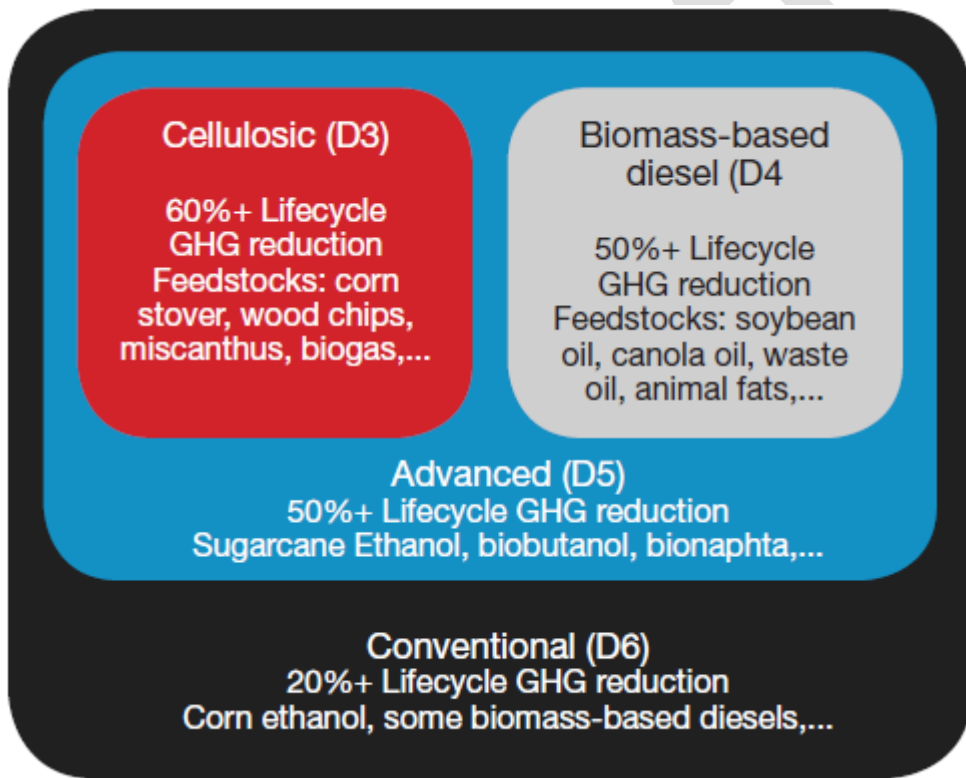 Cellulosic (D3)
60%+ Lifecycle
GHG reduction
Feedstocks: corn
stover, wood chips,
miscanthus, biogas,...
Biomass-based
diesel (D4
50%+ Lifecycle
GHG reduction
Feedstocks: soybean
oil, canola oil, waste
oil, animal fats,...
Advanced (D5)
50%+ Lifecycle GHG reduction
Sugarcane Ethanol, biobutanol, bionaphta,...
Conventional (D6)
20%+ Lifecycle GHG reduction
Corn ethanol, some biomass-based diesels,...